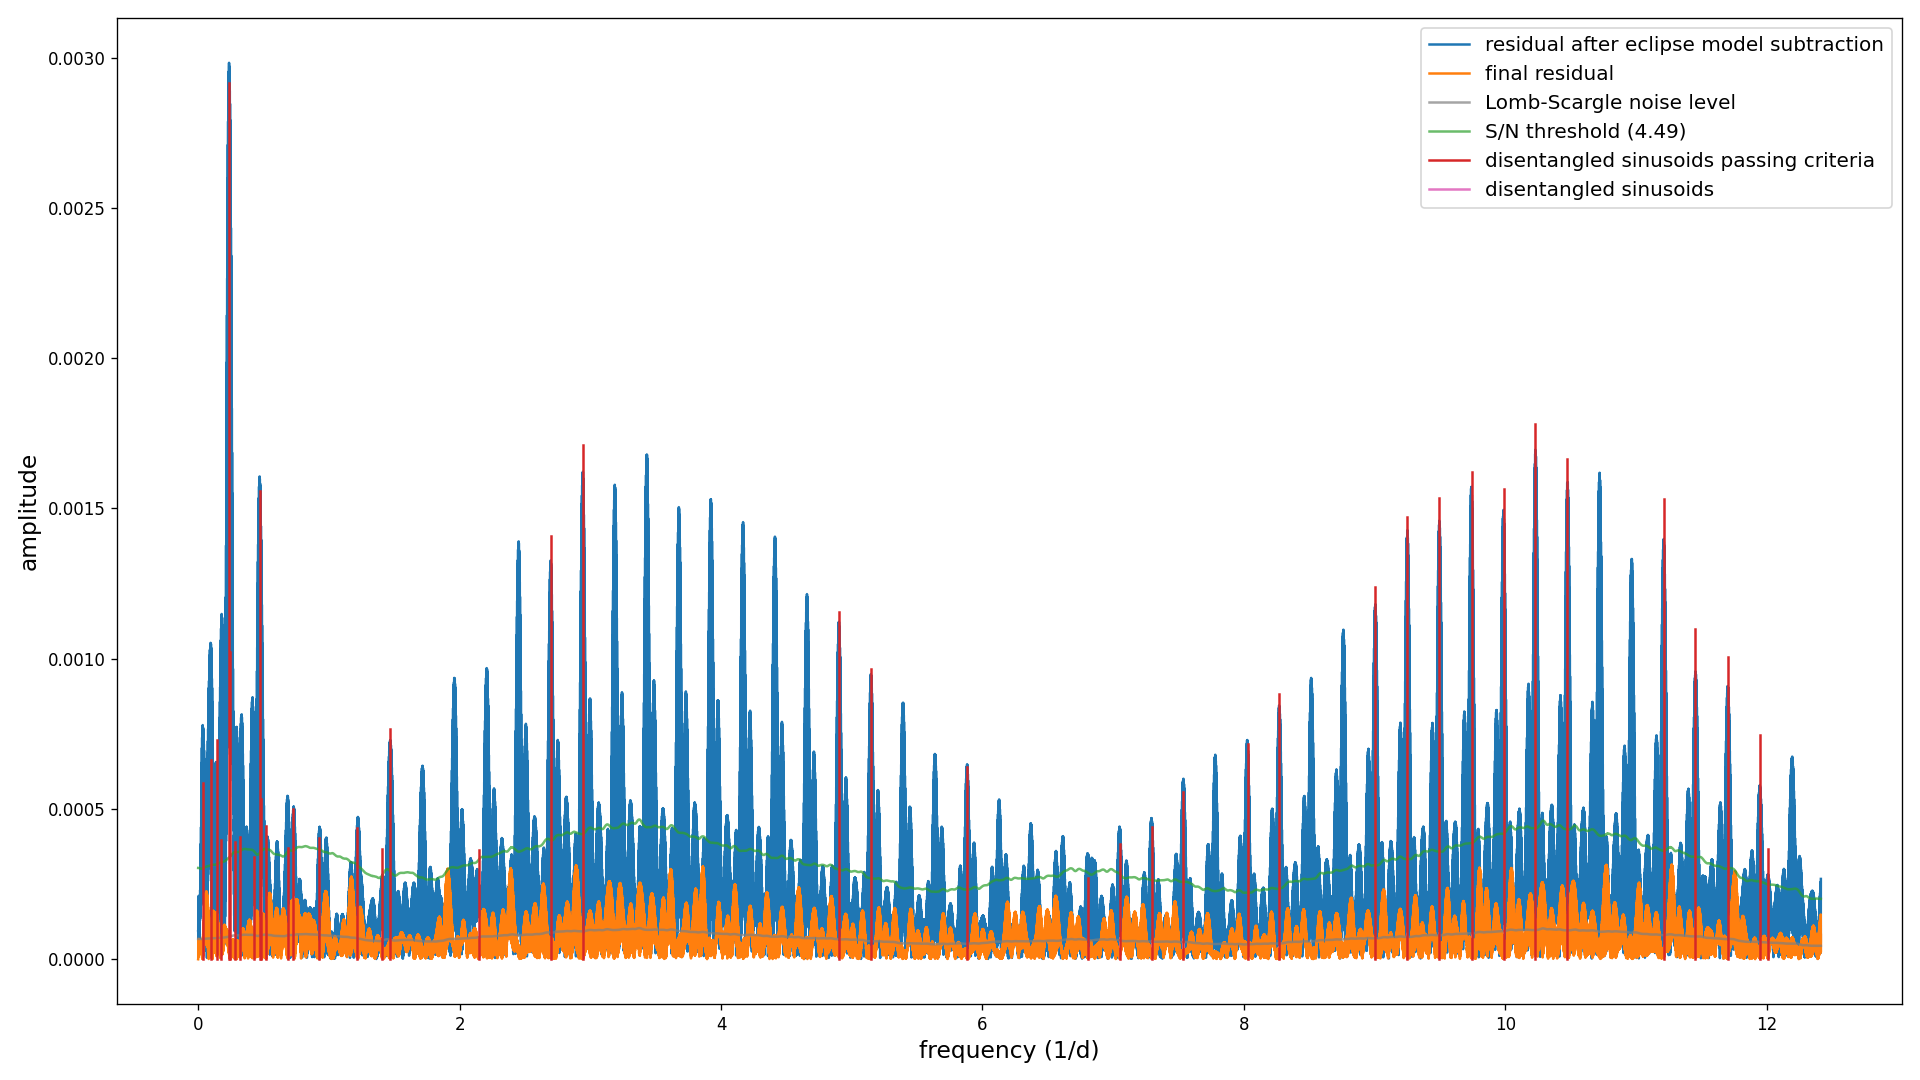 0.0030
0.0025
0.0020
0.0015
0.0010
0.0005
0.0000
amplitude
residual after eclipse model subtraction
final residual
Lomb-Scargle noise level
S/N threshold (4.49)
disentangled sinusoids passing criteria
disentangled sinusoids
0 2 4 6 8 10 12
frequency (1/d)